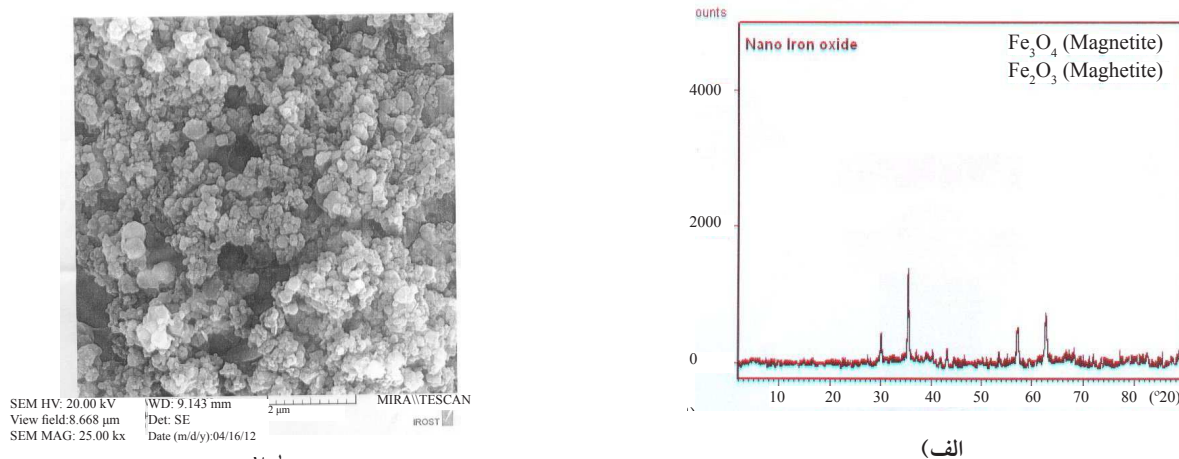 SEM HV: 20.00 kV WD: 9.143 mm 2 µm MIRA\\TESCAN
View field:8.668 µm Det: SE IROST
SEM MAG: 25.00 kx Date (m/d/y):04/16/12
ounts
Nano Iron oxide
Fe₃O₄ (Magnetite)
Fe₂O₃ (Maghetite)
4000
2000
0
10 20 30 40 50 60 70 80 (°2θ)
الف)